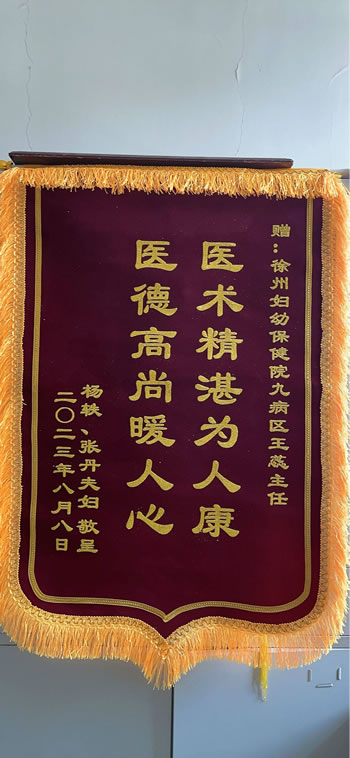 赠：徐州妇幼保健院九病区王蕊主任
医术精湛为人康
医德高尚暖人心
杨轶、张丹夫妇 敬呈
二〇二三年八月八日